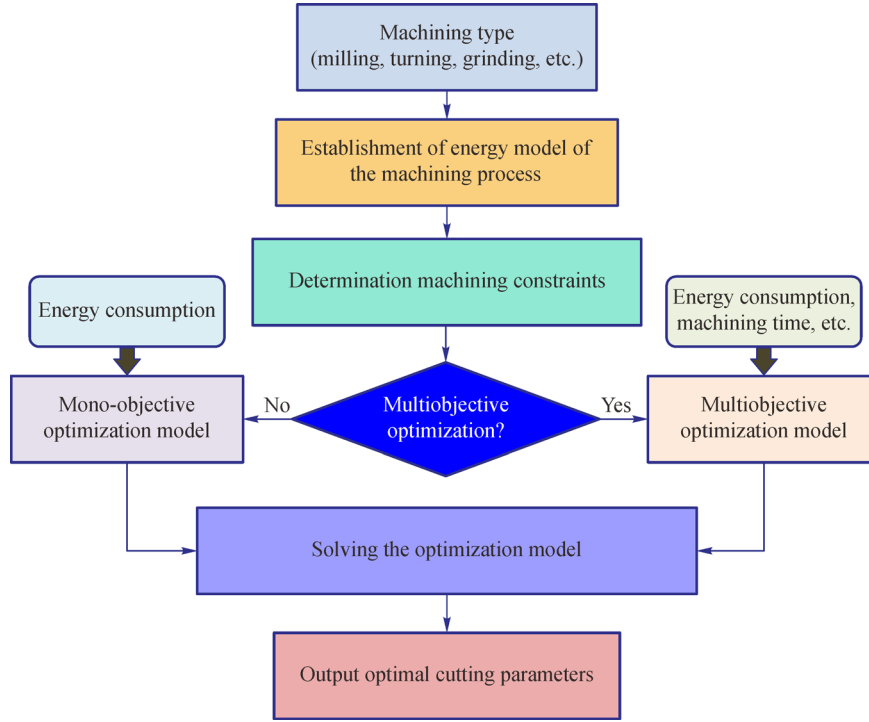 Machining type
(milling, turning, grinding, etc.)
Establishment of energy model of
the machining process
Determination machining constraints
Energy consumption
Energy consumption,
machining time, etc.
Mono-objective
optimization model
No
Multiobjective
optimization?
Yes
Multiobjective
optimization model
Solving the optimization model
Output optimal cutting parameters